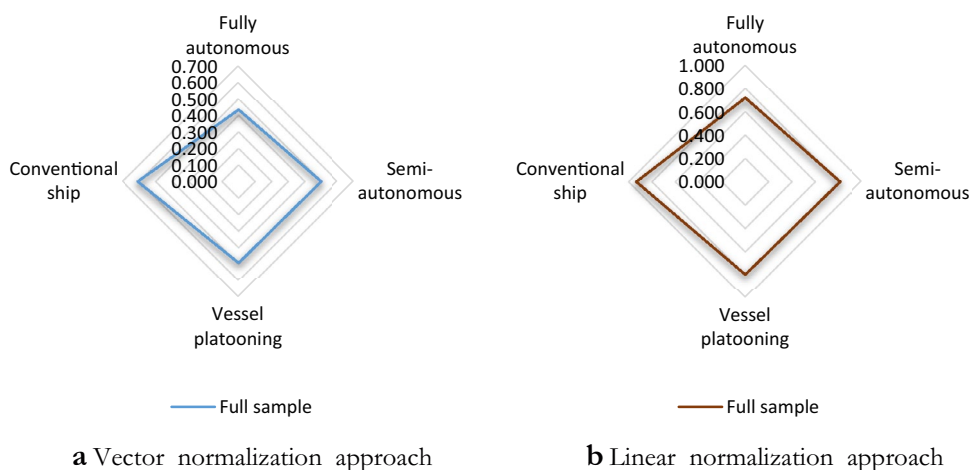 Fully
autonomous
0.700
0.600
0.500
0.400
0.300
0.200
0.100
0.000
Conventional
ship
Semi-
autonomous
Vessel
platooning
Full sample
a Vector normalization approach
Fully
autonomous
1.000
0.800
0.600
0.400
0.200
0.000
Conventional
ship
Semi-
autonomous
Vessel
platooning
Full sample
b Linear normalization approach